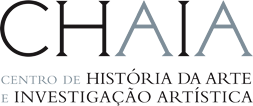 CHAIA
CENTRO DE HISTÓRIA DA ARTE
E INVESTIGAÇÃO ARTÍSTICA